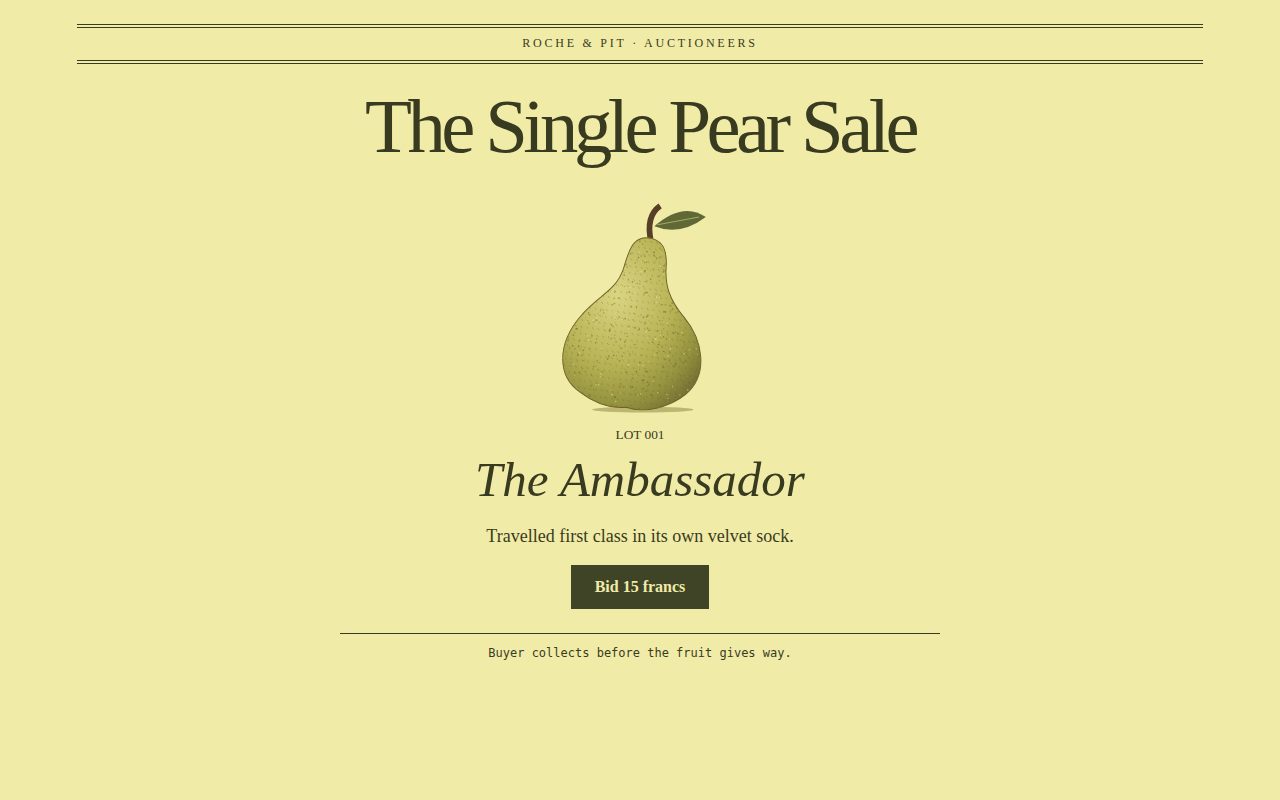 ROCHE & PIT · AUCTIONEERS
The Single Pear Sale
LOT 001
The Ambassador
Travelled first class in its own velvet sock.
Bid 15 francs
Buyer collects before the fruit gives way.